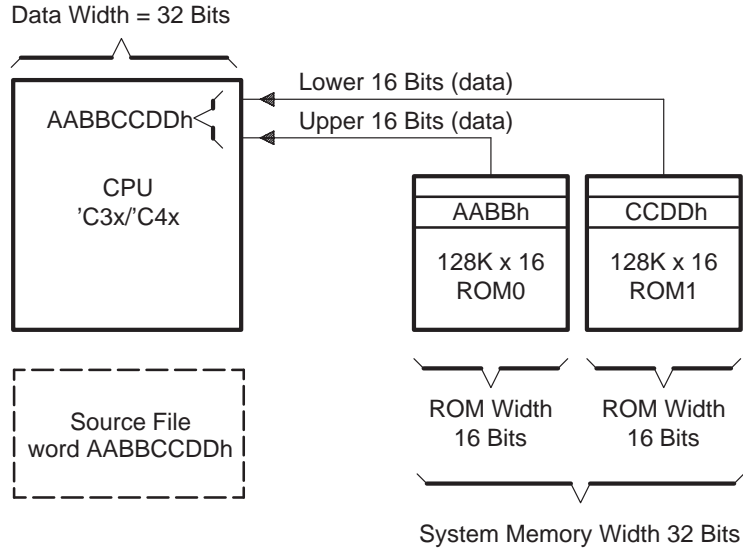 Data Width = 32 Bits
Lower 16 Bits (data)
AABBCCDDh
Upper 16 Bits (data)
CPU
’C3x/’C4x
AABBh
CCDDh
128K x 16
ROM0
128K x 16
ROM1
Source File
word AABBCCDDh
ROM Width
16 Bits
ROM Width
16 Bits
System Memory Width 32 Bits